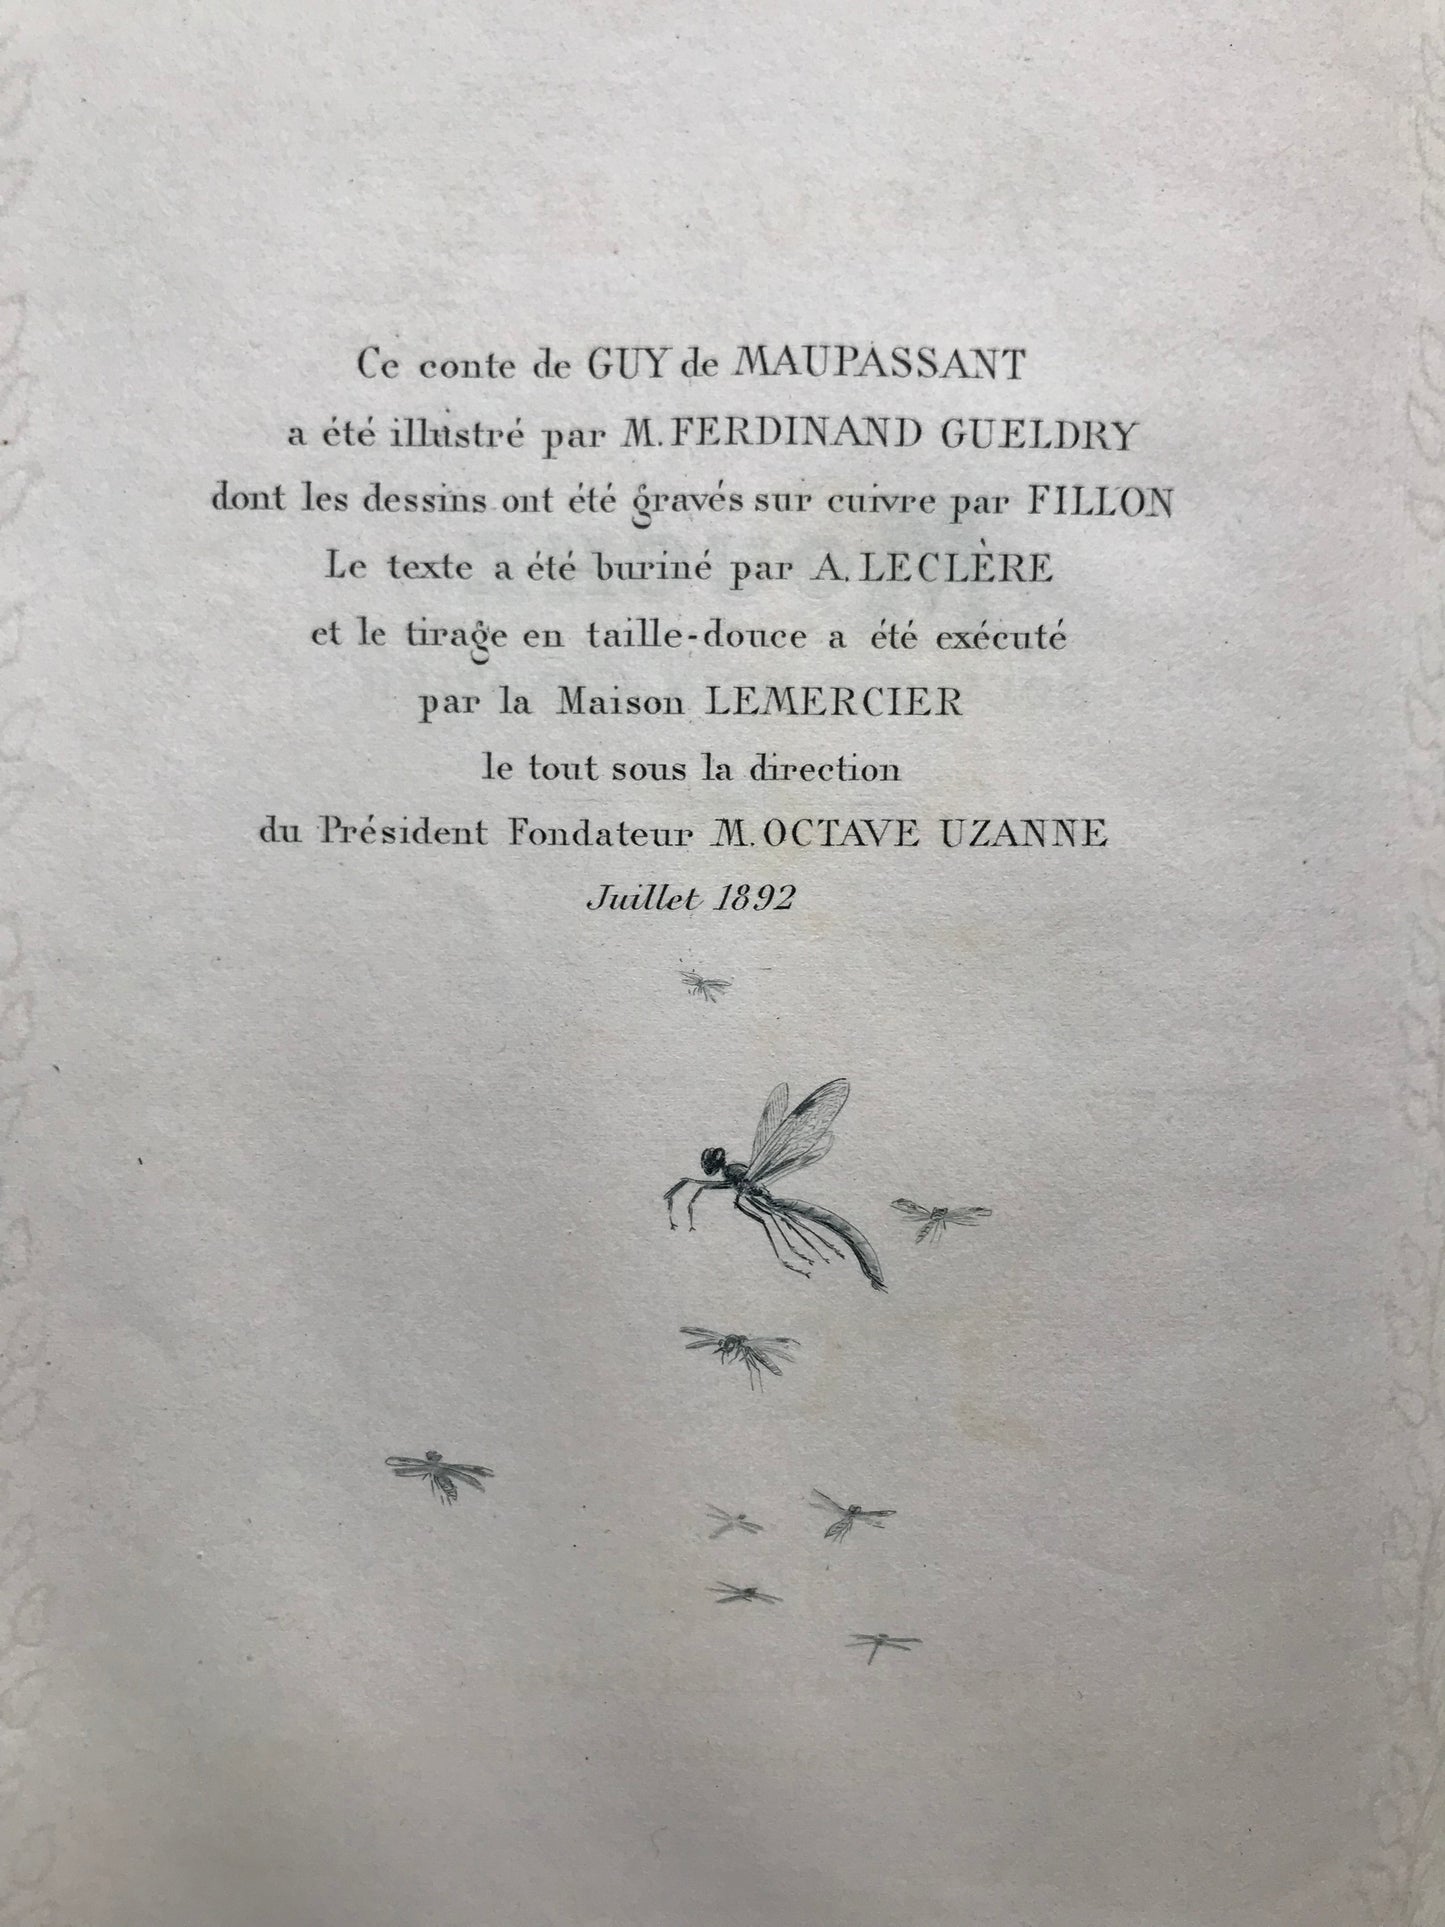 Ce conte de GUY de MAUPASSANT
a été illustré par M. FERDINAND GUELDRY
dont les dessins ont été gravés sur cuivre par FILLON
Le texte a été buriné par A. LECLÈRE
et le tirage en taille-douce a été exécuté
par la Maison LEMERCIER
le tout sous la direction
du Président Fondateur M. OCTAVE UZANNE
Juillet 1892